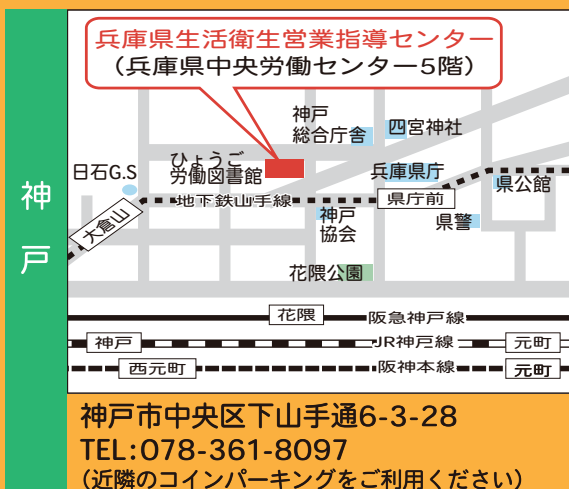 兵庫県生活衛生営業指導センター
(兵庫県中央労働センター5階)
神戸
総合庁舎
四宮神社
日石G.S
ひょうご
労働図書館
兵庫県庁
県公館
地下鉄山手線
県庁前
大倉山
神戸
協会
県警
花隈公園
花隈
阪急神戸線
神戸
JR神戸線
元町
西元町
阪神本線
元町
神戸
神戸市中央区下山手通6-3-28
TEL:078-361-8097
(近隣のコインパーキングをご利用ください)